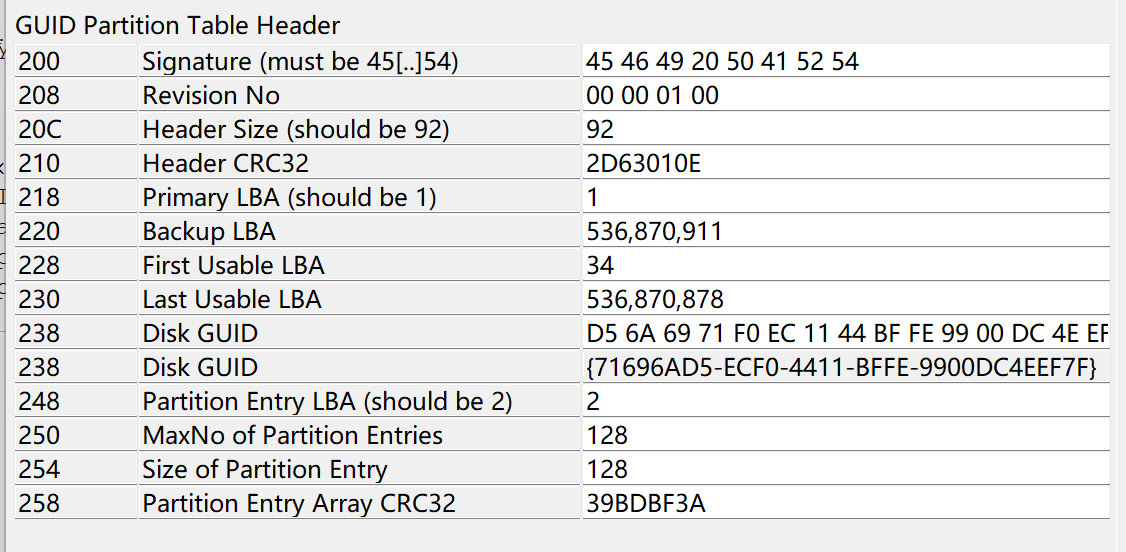 GUID Partition Table Header
200 Signature (must be 45[..]54) 45 46 49 20 50 41 52 54
208 Revision No 00 00 01 00
20C Header Size (should be 92) 92
210 Header CRC32 2D63010E
218 Primary LBA (should be 1) 1
220 Backup LBA 536,870,911
228 First Usable LBA 34
230 Last Usable LBA 536,870,878
238 Disk GUID D5 6A 69 71 F0 EC 11 44 BF FE 99 00 DC 4E
238 Disk GUID {71696AD5-ECF0-4411-BFFE-9900DC4EEF7F}
248 Partition Entry LBA (should be 2) 2
250 MaxNo of Partition Entries 128
254 Size of Partition Entry 128
258 Partition Entry Array CRC32 39BDBF3A